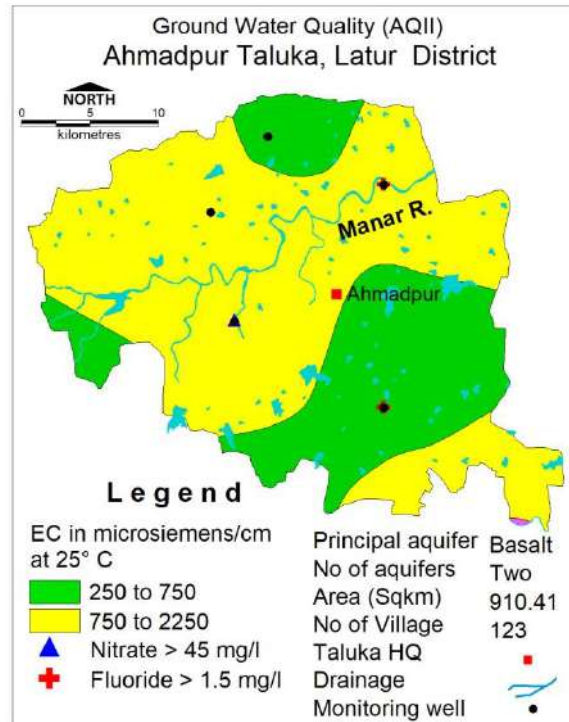 Ground Water Quality (AQII)
Ahmadpur Taluka, Latur District
NORTH
0 5 10
kilometres
Manar R.
Ahmadpur
Legend
EC in microsiemens/cm
at 25° C
250 to 750
750 to 2250
Nitrate > 45 mg/l
Fluoride > 1.5 mg/l
Principal aquifer Basalt
No of aquifers Two
Area (Sqkm) 910.41
No of Village 123
Taluka HQ
Drainage
Monitoring well